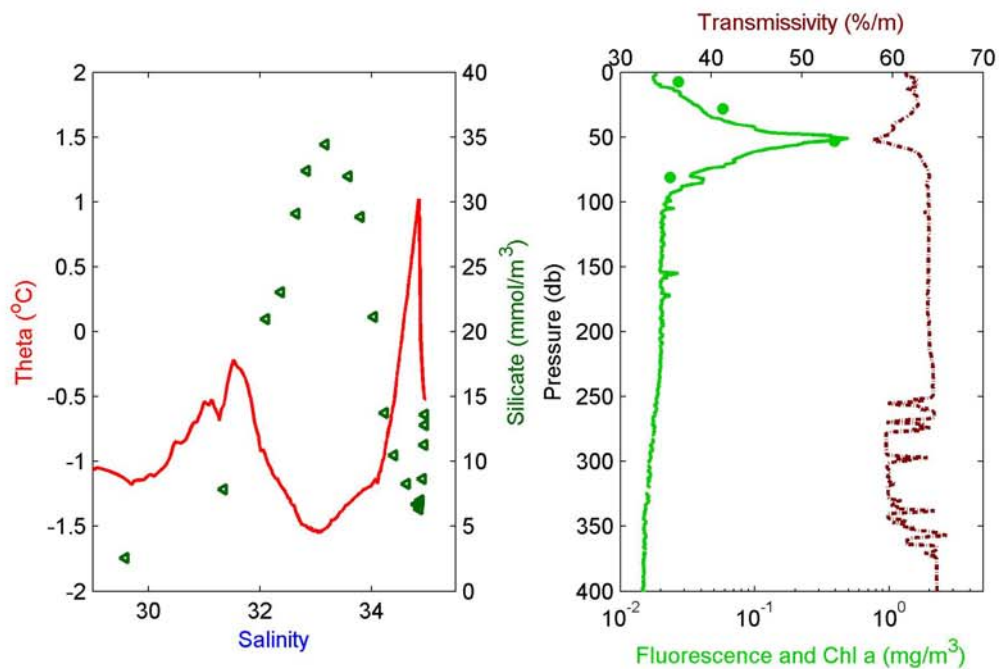 Transmissivity (%/m)
30 40 50 60 70
2 1.5 1 0.5 0 -0.5 -1 -1.5 -2
Theta (°C)
30 32 34
Salinity
40 35 30 25 20 15 10 5 0
Silicate (mmol/m³)
0 50 100 150 200 250 300 350 400
Pressure (db)
10⁻² 10⁻¹ 10⁰
Fluorescence and Chl a (mg/m³)